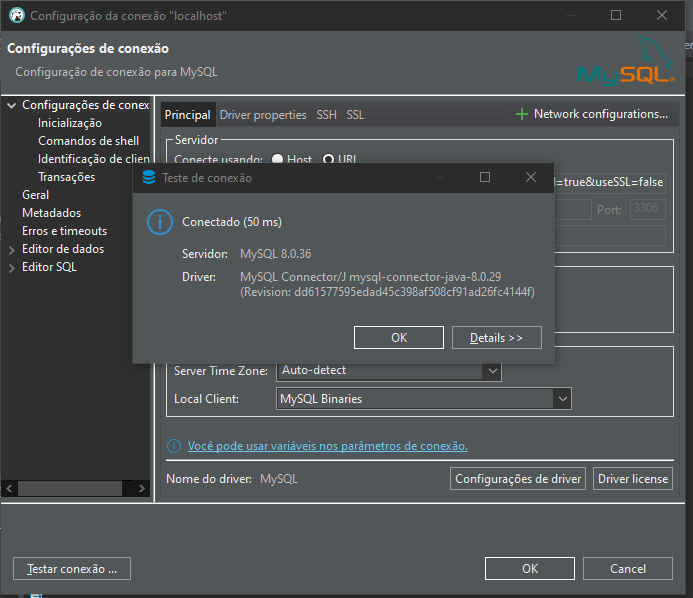 Configuração da conexão "localhost"
Configurações de conexão
Configuração de conexão para MySQL
MySQL
Configurações de conex
Inicialização
Comandos de shell
Identificação de clien
Transações
Geral
Metadados
Erros e timeouts
Editor de dados
Editor SQL
Principal Driver properties SSH SSL
Network configurations...
Servidor
Conecte usando: Host URL
=true&useSSL=false
Port: 3306
Teste de conexão
Conectado (50 ms)
Servidor: MySQL 8.0.36
Driver: MySQL Connector/J mysql-connector-java-8.0.29
(Revision: dd61577595edad45c398af508cf91ad26fc4144f)
OK Details >>
Server Time Zone: Auto-detect
Local Client: MySQL Binaries
Você pode usar variáveis nos parâmetros de conexão.
Nome do driver: MySQL Configurações de driver Driver license
Testar conexão ... OK Cancel